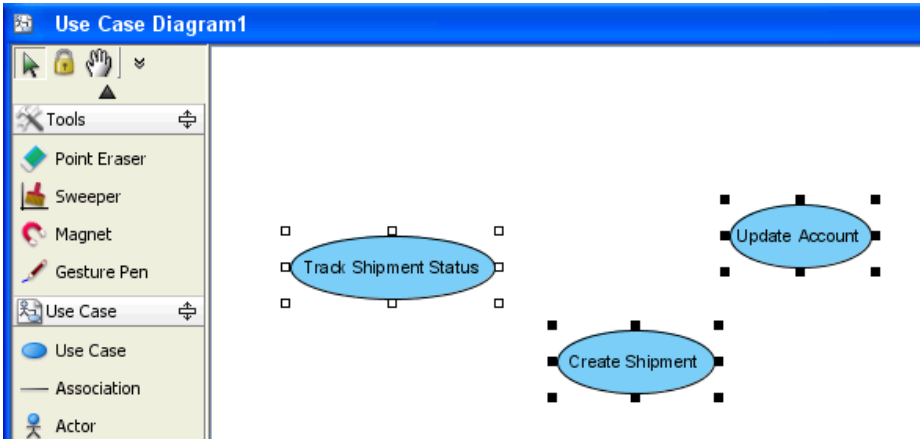 Use Case Diagram1
Tools
Point Eraser
Sweeper
Magnet
Gesture Pen
Use Case
Use Case
Association
Actor
Update Account
Track Shipment Status
Create Shipment